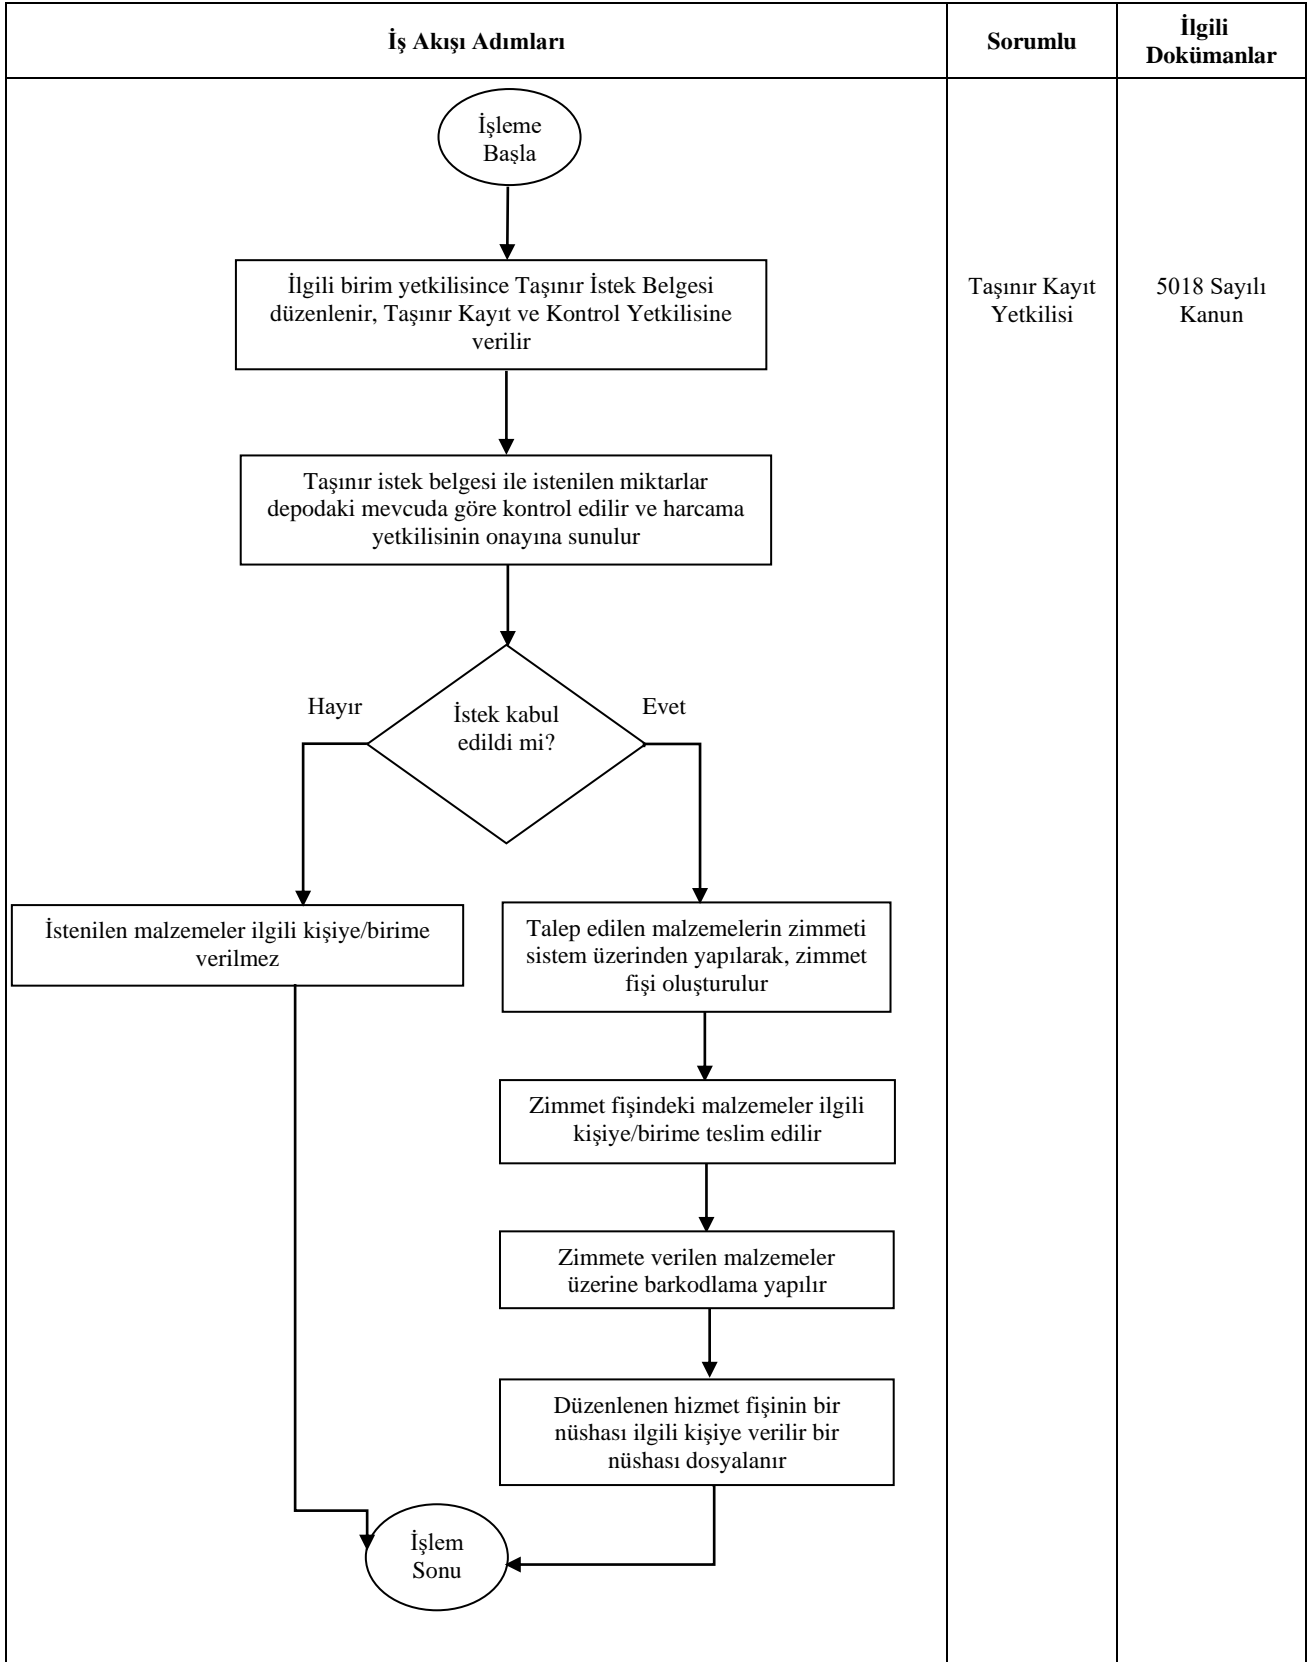 İş Akışı Adımları
Sorumlu
İlgili
Dokümanlar
İşleme
Başla
İlgili birim yetkilisince Taşınır İstek Belgesi
düzenlenir, Taşınır Kayıt ve Kontrol Yetkilisine
verilir
Taşınır Kayıt
Yetkilisi
5018 Sayılı
Kanun
Taşınır istek belgesi ile istenilen miktarlar
depodaki mevcuda göre kontrol edilir ve harcama
yetkilisinin onayına sunulur
Hayır
İstek kabul
edildi mi?
Evet
İstenilen malzemeler ilgili kişiye/birime
verilmez
Talep edilen malzemelerin zimmeti
sistem üzerinden yapılarak, zimmet
fişi oluşturulur
Zimmet fişindeki malzemeler ilgili
kişiye/birime teslim edilir
Zimmete verilen malzemeler
üzerine barkodlama yapılır
Düzenlenen hizmet fişinin bir
nüshası ilgili kişiye verilir bir
nüshası dosyalanır
İşlem
Sonu